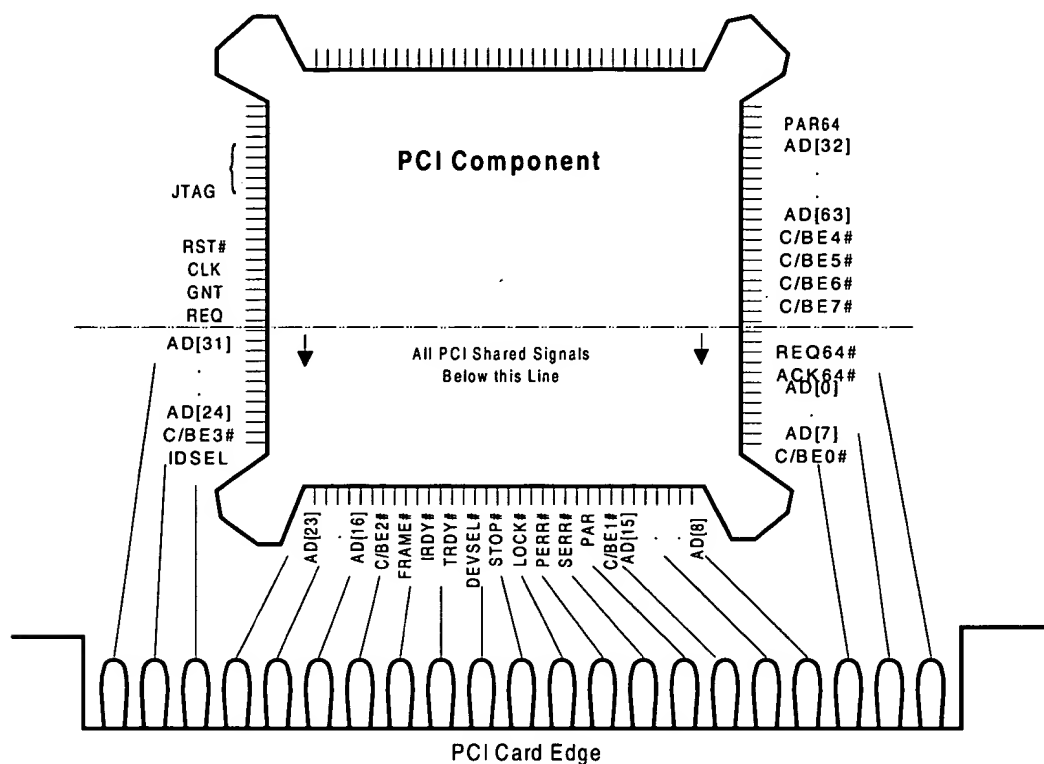 PCI Component
JTAG
RST#
CLK
GNT
REQ
AD[31]
.
.
AD[24]
C/BE3#
IDSEL
PAR64
AD[32]
.
.
AD[63]
C/BE4#
C/BE5#
C/BE6#
C/BE7#
All PCI Shared Signals
Below this Line
REQ64#
ACK64#
AD[0]
.
.
AD[7]
C/BE0#
AD[23]
.
.
AD[16]
C/BE2#
FRAME#
IRDY#
TRDY#
DEVSEL#
STOP#
LOCK#
PERR#
SERR#
PAR
C/BE1#
AD[15]
.
.
AD[8]
PCI Card Edge